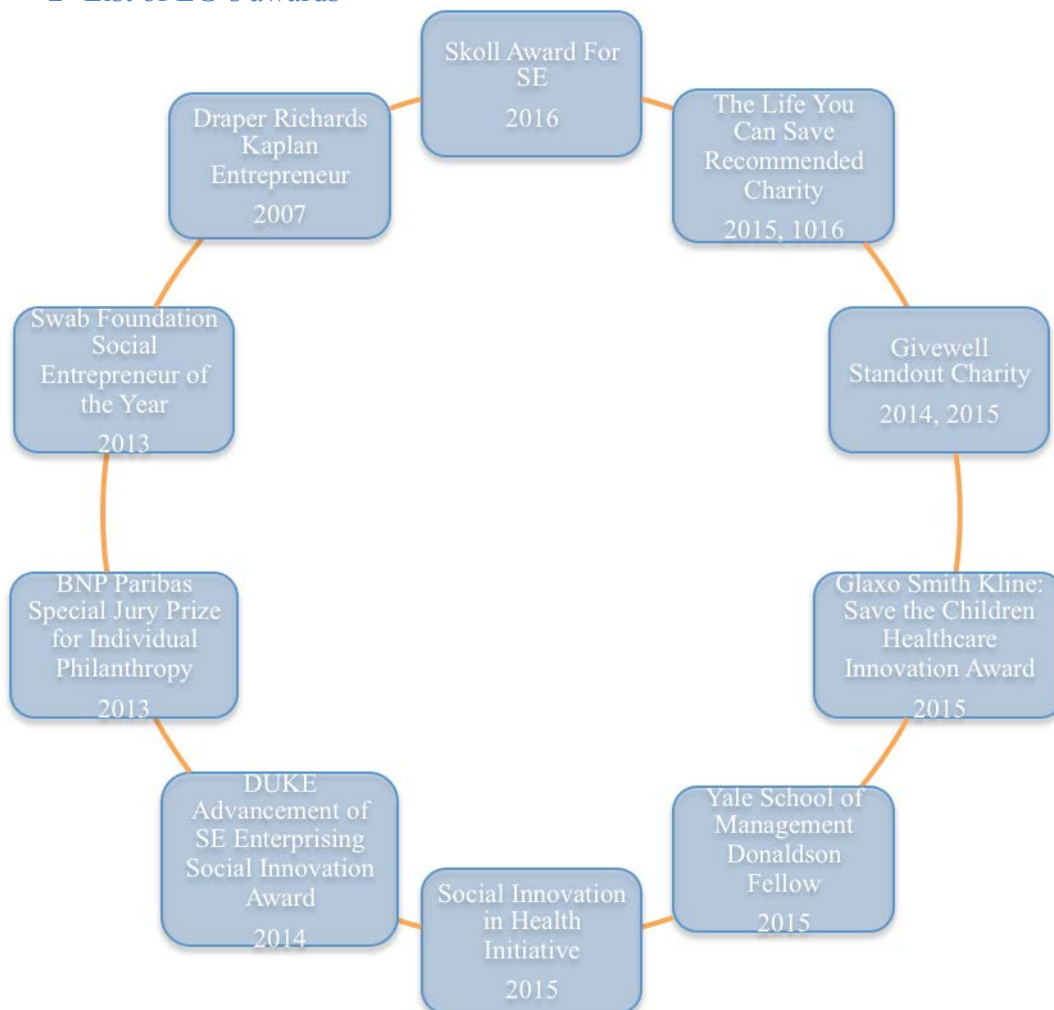 Skoll Award For
SE
2016
The Life You
Can Save
Recommended
Charity
2015, 1016
Givewell
Standout Charity
2014, 2015
Glaxo Smith Kline:
Save the Children
Healthcare
Innovation Award
2015
Yale School of
Management
Donaldson
Fellow
2015
Social Innovation
in Health
Initiative
2015
DUKE
Advancement of
SE Enterprising
Social Innovation
Award
2014
BNP Paribas
Special Jury Prize
for Individual
Philanthropy
2013
Swab Foundation
Social
Entrepreneur of
the Year
2013
Draper Richards
Kaplan
Entrepreneur
2007